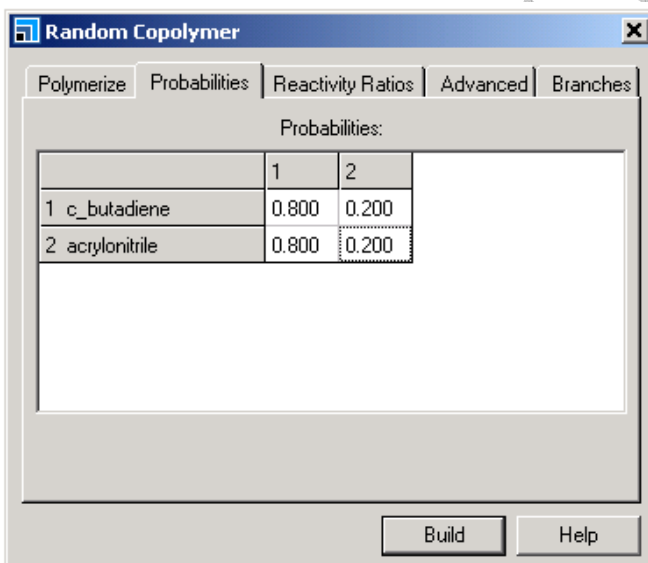 Random Copolymer
Polymerize Probabilities Reactivity Ratios Advanced Branches
Probabilities:
1 2
1 c_butadiene 0.800 0.200
2 acrylonitrile 0.800 0.200
Build Help